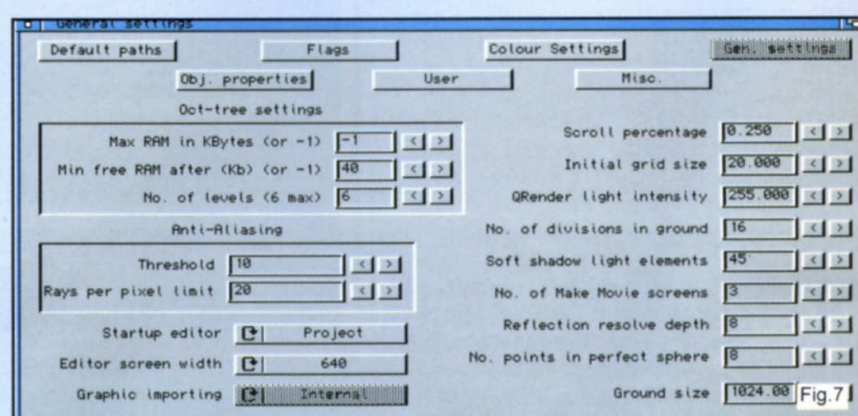 General settings
Default paths
Flags
Colour Settings
Gen. settings
Obj. properties
User
Misc.
Oct-tree settings
Max RAM in KBytes (or -1) -1
Min free RAM after (Kb) (or -1) 40
No. of levels (6 max) 6
Anti-Aliasing
Threshold 10
Rays per pixel limit 20
Startup editor Project
Editor screen width 640
Graphic importing Internal
Scroll percentage 0.250
Initial grid size 20.000
QRender light intensity 255.000
No. of divisions in ground 16
Soft shadow light elements 45
No. of Make Movie screens 3
Reflection resolve depth 8
No. points in perfect sphere 8
Ground size 1024.00
Fig.7